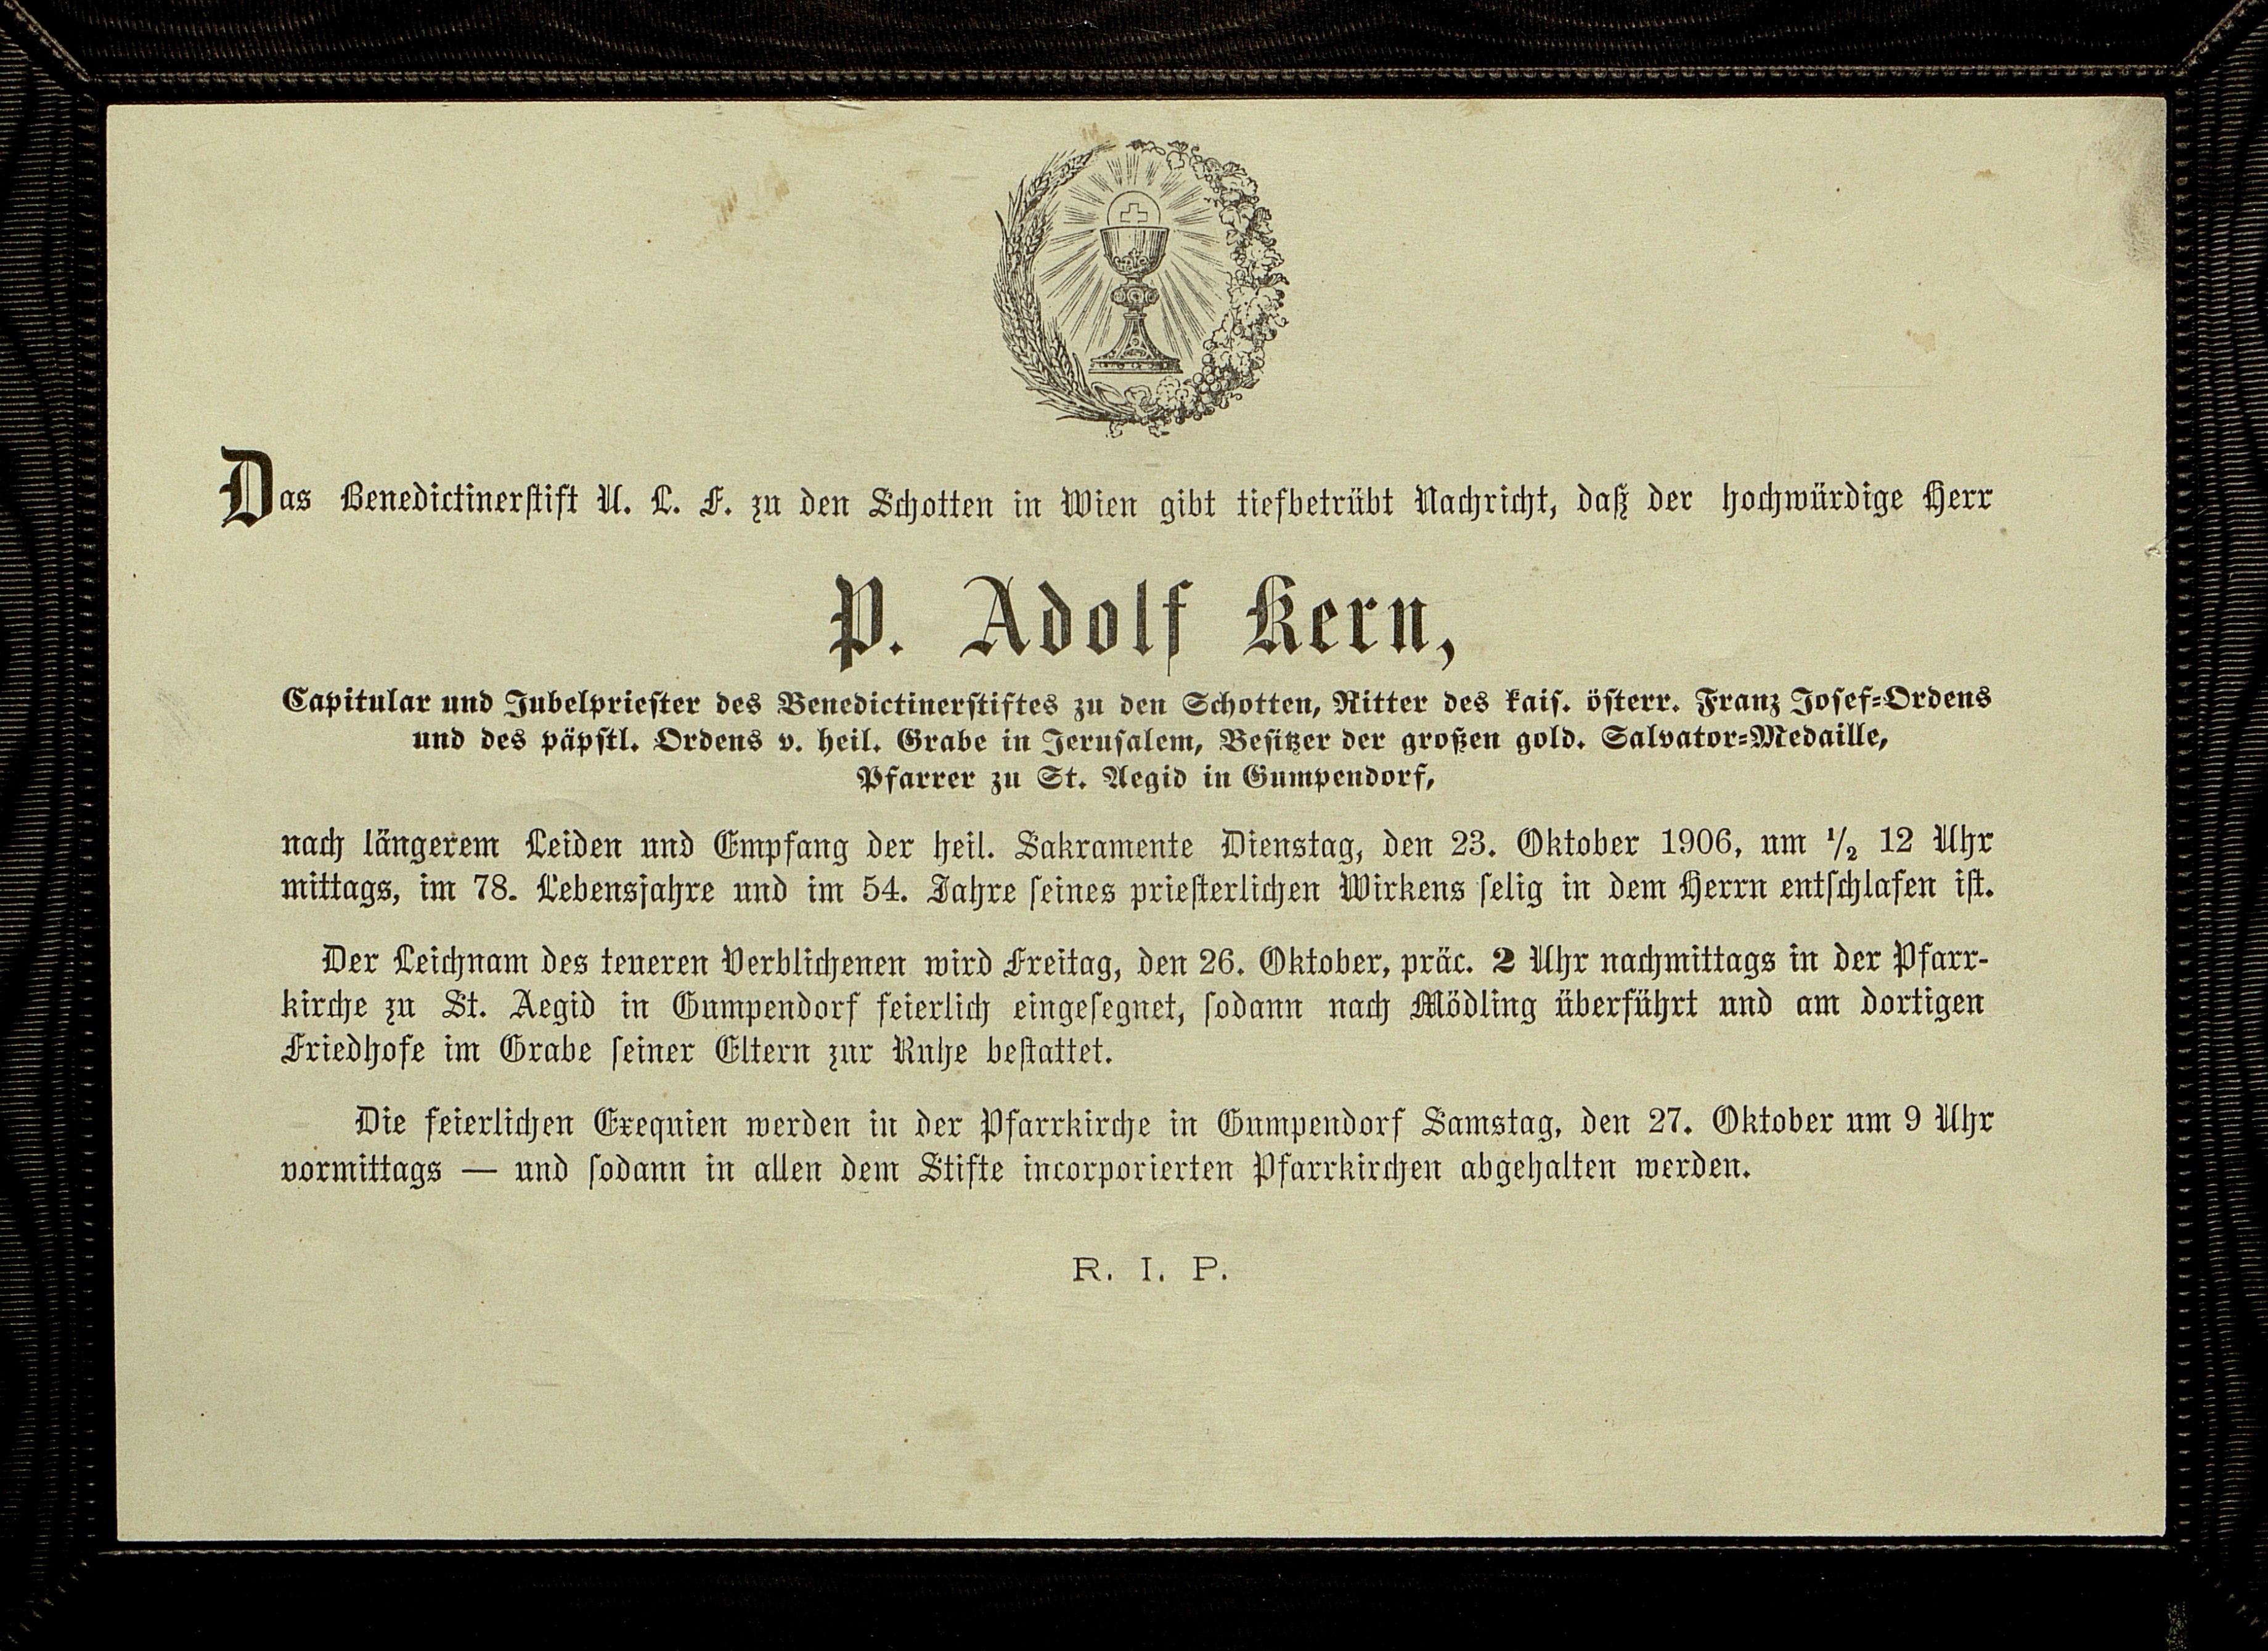 Das Benedictinerstift U. L. F. zu den Schotten in Wien gibt tiefbetrübt Nachricht, daß der hochwürdige Herr
P. Adolf Kern,
Capitular und Jubelpriester des Benedictinerstiftes zu den Schotten, Ritter des kais. österr. Franz Josef-Ordens
und des päpstl. Ordens v. heil. Grabe in Jerusalem, Besitzer der großen gold. Salvator-Medaille,
Pfarrer zu St. Aegid in Gumpendorf,
nach längerem Leiden und Empfang der heil. Sakramente Dienstag, den 23. Oktober 1906, um 1/2 12 Uhr
mittags, im 78. Lebensjahre und im 54. Jahre seines priesterlichen Wirkens selig in dem Herrn entschlafen ist.
Der Leichnam des teueren Verblichenen wird Freitag, den 26. Oktober, präc. 2 Uhr nachmittags in der Pfarr-
kirche zu St. Aegid in Gumpendorf feierlich eingesegnet, sodann nach Mödling überführt und am dortigen
Friedhofe im Grabe seiner Eltern zur Ruhe bestattet.
Die feierlichen Exequien werden in der Pfarrkirche in Gumpendorf Samstag, den 27. Oktober um 9 Uhr
vormittags — und sodann in allen dem Stifte incorporierten Pfarrkirchen abgehalten werden.
R. I. P.